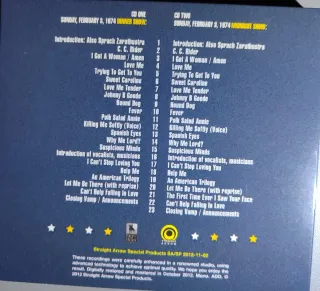 CD ONE
SUNDAY, FEBRUARY 3, 1974 DINNER SHOW:
Introduction: Also Sprach Zarathustra 1
C. C. Rider 2
I Got A Woman / Amen 3
Love Me 4
Trying To Get To You 5
Sweet Caroline 6
Love Me Tender 7
Johnny B Goode 8
Hound Dog 9
Fever 10
Polk Salad Annie 11
Killing Me Softly (Voice) 12
Spanish Eyes 13
Why Me Lord? 14
Suspicious Minds 15
Introduction of vocalists, musicians 16
I Can't Stop Loving You 17
Help Me 18
An American Trilogy 19
Let Me Be There (with reprise) 20
Can't Help Falling In Love 21
Closing Vamp / Announcements 22
23
CD TWO
SUNDAY, FEBRUARY 3, 1974 MIDNIGHT SHOW:
Introduction: Also Sprach Zarathustra
C. C. Rider
I Got A Woman / Amen
Love Me
Trying To Get To You
Sweet Caroline
Love Me Tender
Johnny B Goode
Hound Dog
Fever
Polk Salad Annie
Killing Me Softly (Voice)
Spanish Eyes
Why Me Lord?
Suspicious Minds
Introduction of vocalists, musicians
I Can't Stop Loving You
Help Me
An American Trilogy
Let Me Be There (with reprise)
The First Time Ever I Saw Your Face
Can't Help Falling In Love
Closing Vamp / Announcements
Straight Arrow Special Products SA/SP 2012-11-02
These recordings were carefully enhanced in a renowned studio, using
advanced technology to achieve optimal quality. We hope you enjoy the
result. Digitally restored and mastered in October 2012. Mono. ADD. ©
2012 Straight Arrow Special Products.